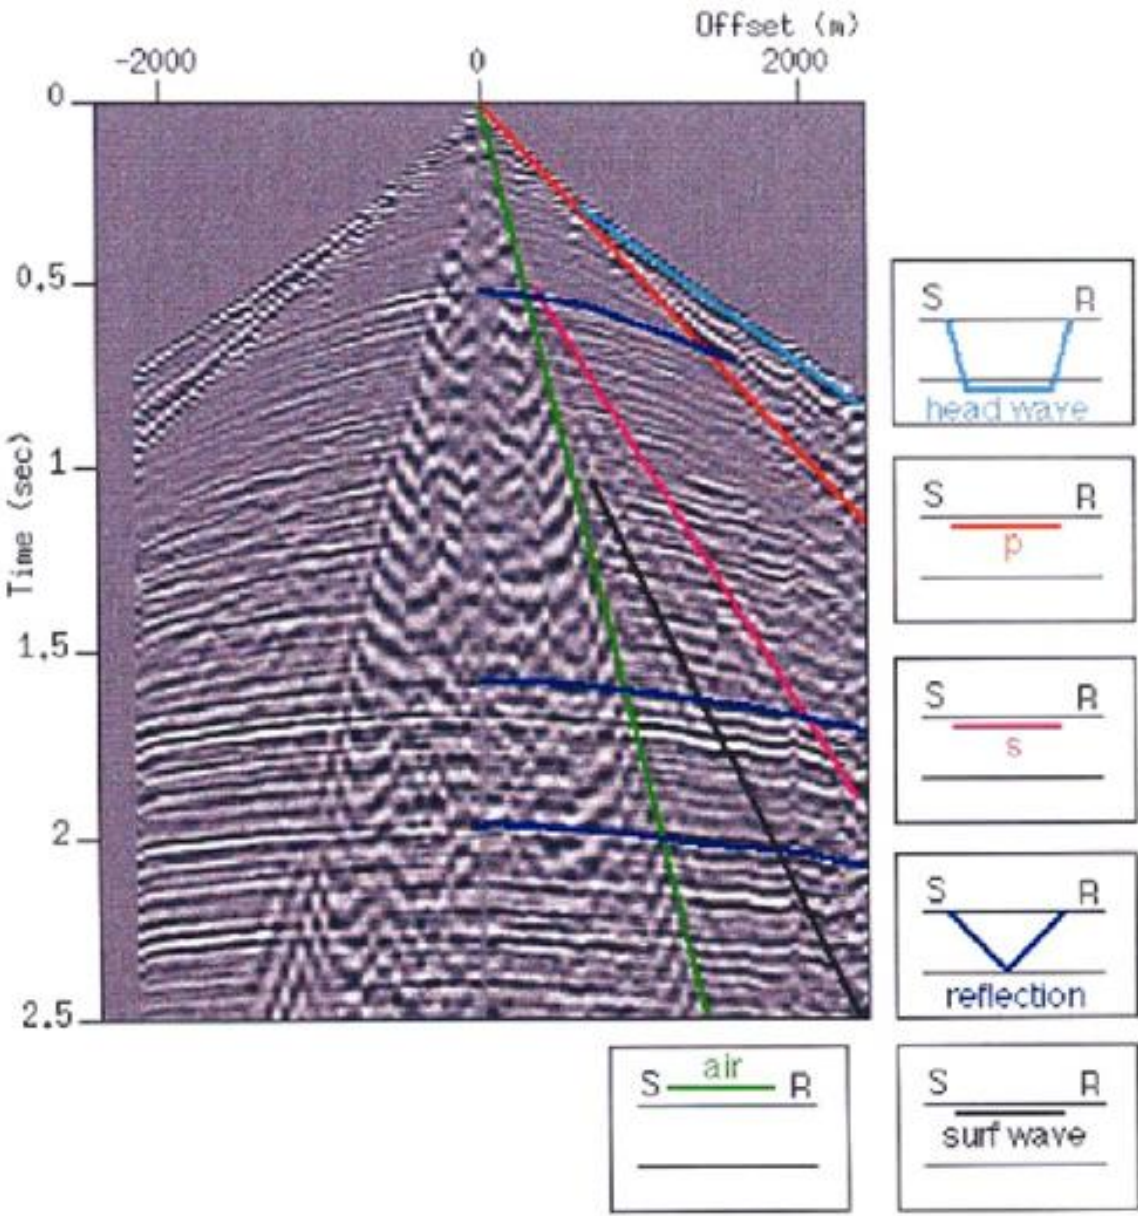 Offset (m)
-2000 0 2000
0
0.5
1
1.5
2
2.5
Time (sec)
S R
head wave
S R
p
S R
s
S R
reflection
S air R
S R
surf wave